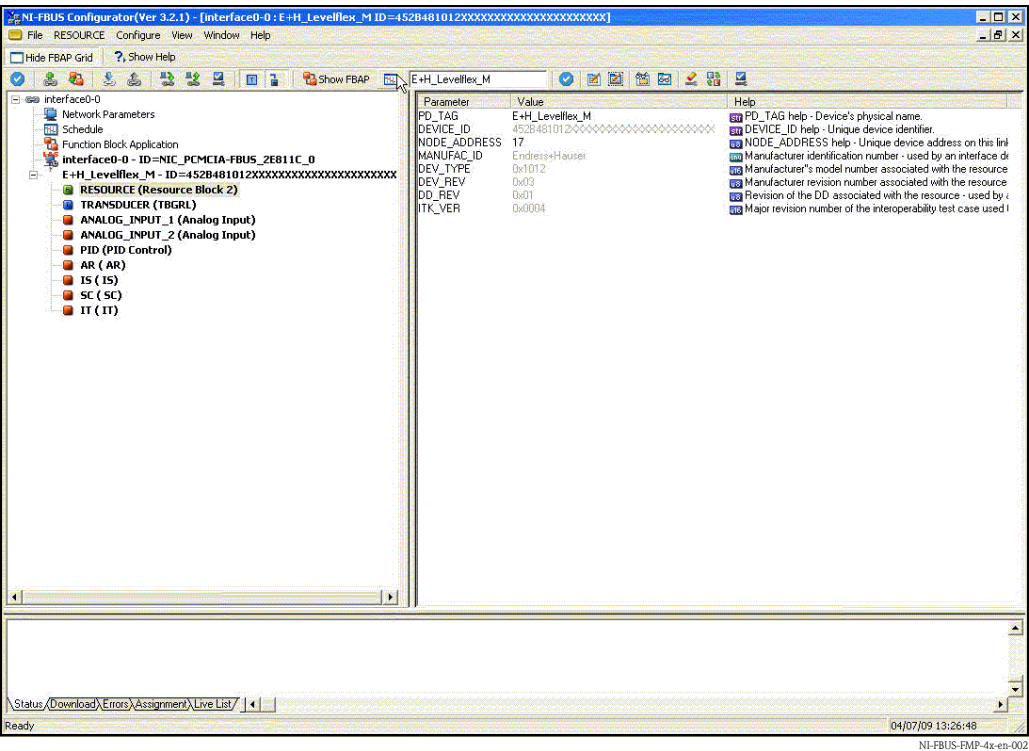 NI-FBUS Configurator(Ver 3.2.1) - [interface0-0 : E+H_Levelflex_M ID=452B481012XXXXXXXXXXXXXXXXXXXXXX]
File RESOURCE Configure View Window Help
Hide FBAP Grid ? Show Help
Show FBAP E+H_Levelflex_M
interface0-0
Network Parameters
Schedule
Function Block Application
interface0-0 - ID=NIC_PCMCIA-FBUS_2E811C_0
E+H_Levelflex_M - ID=452B481012XXXXXXXXXXXXXXXXXXXXXX
RESOURCE (Resource Block 2)
TRANSDUCER (TBGRL)
ANALOG_INPUT_1 (Analog Input)
ANALOG_INPUT_2 (Analog Input)
PID (PID Control)
AR ( AR)
IS ( IS)
SC ( SC)
IT ( IT)
Parameter Value Help
PD_TAG E+H_Levelflex_M str PD_TAG help - Device's physical name.
DEVICE_ID 452B481012XXXXXXXXXXXXXXXXXXXXXX str DEVICE_ID help - Unique device identifier.
NODE_ADDRESS 17 u8 NODE_ADDRESS help - Unique device address on this link
MANUFAC_ID Endress+Hauser Manufacturer identification number - used by an interface de
DEV_TYPE 0x1012 u16 Manufacturer"s model number associated with the resource
DEV_REV 0x03 u8 Manufacturer revision number associated with the resource
DD_REV 0x01 u8 Revision of the DD associated with the resource - used by
ITK_VER 0x0004 u16 Major revision number of the interoperability test case used
Status Download Errors Assignment Live List
Ready 04/07/09 13:26:48
NI-FBUS-FMP-4x-en-002